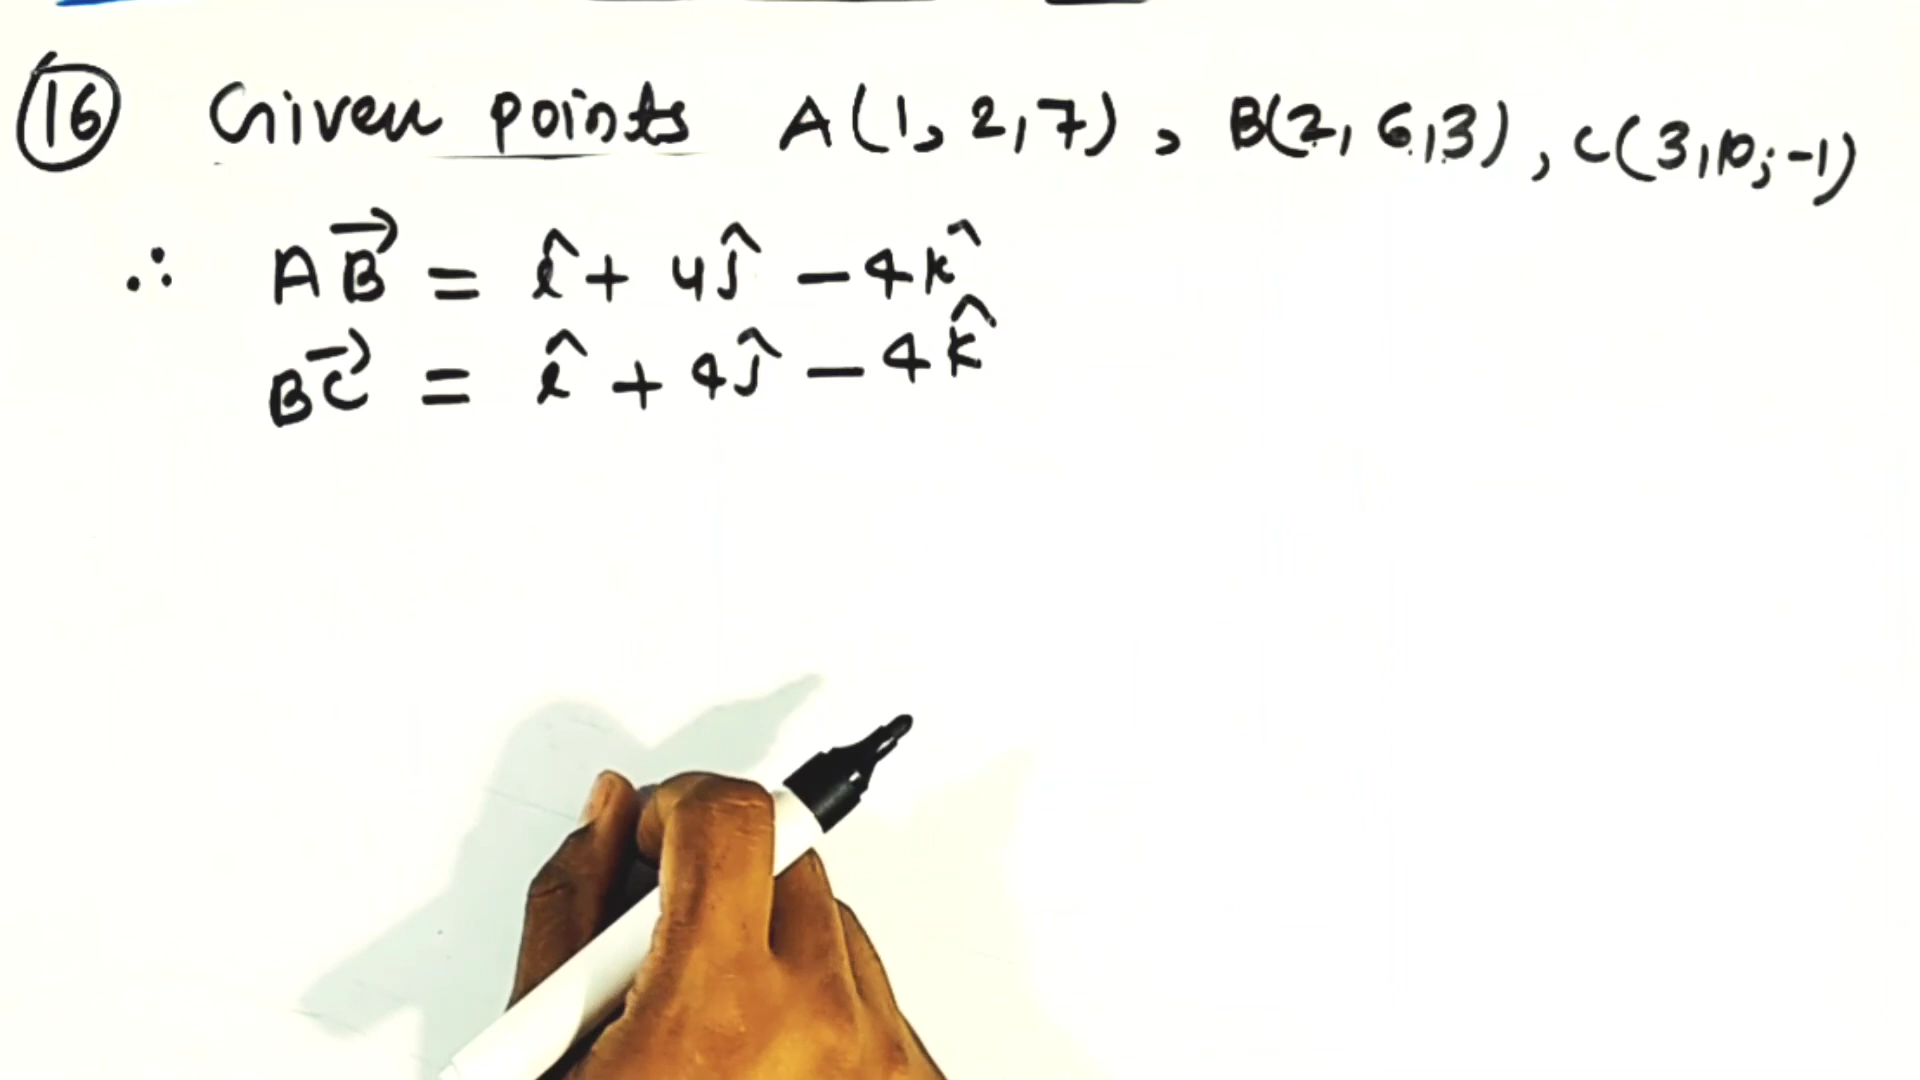 16 Given points A(1, 2, 7), B(2, 6, 3), C(3, 10, -1)
∴ AB⃗ = î + 4ĵ - 4k̂
BC⃗ = î + 4ĵ - 4k̂